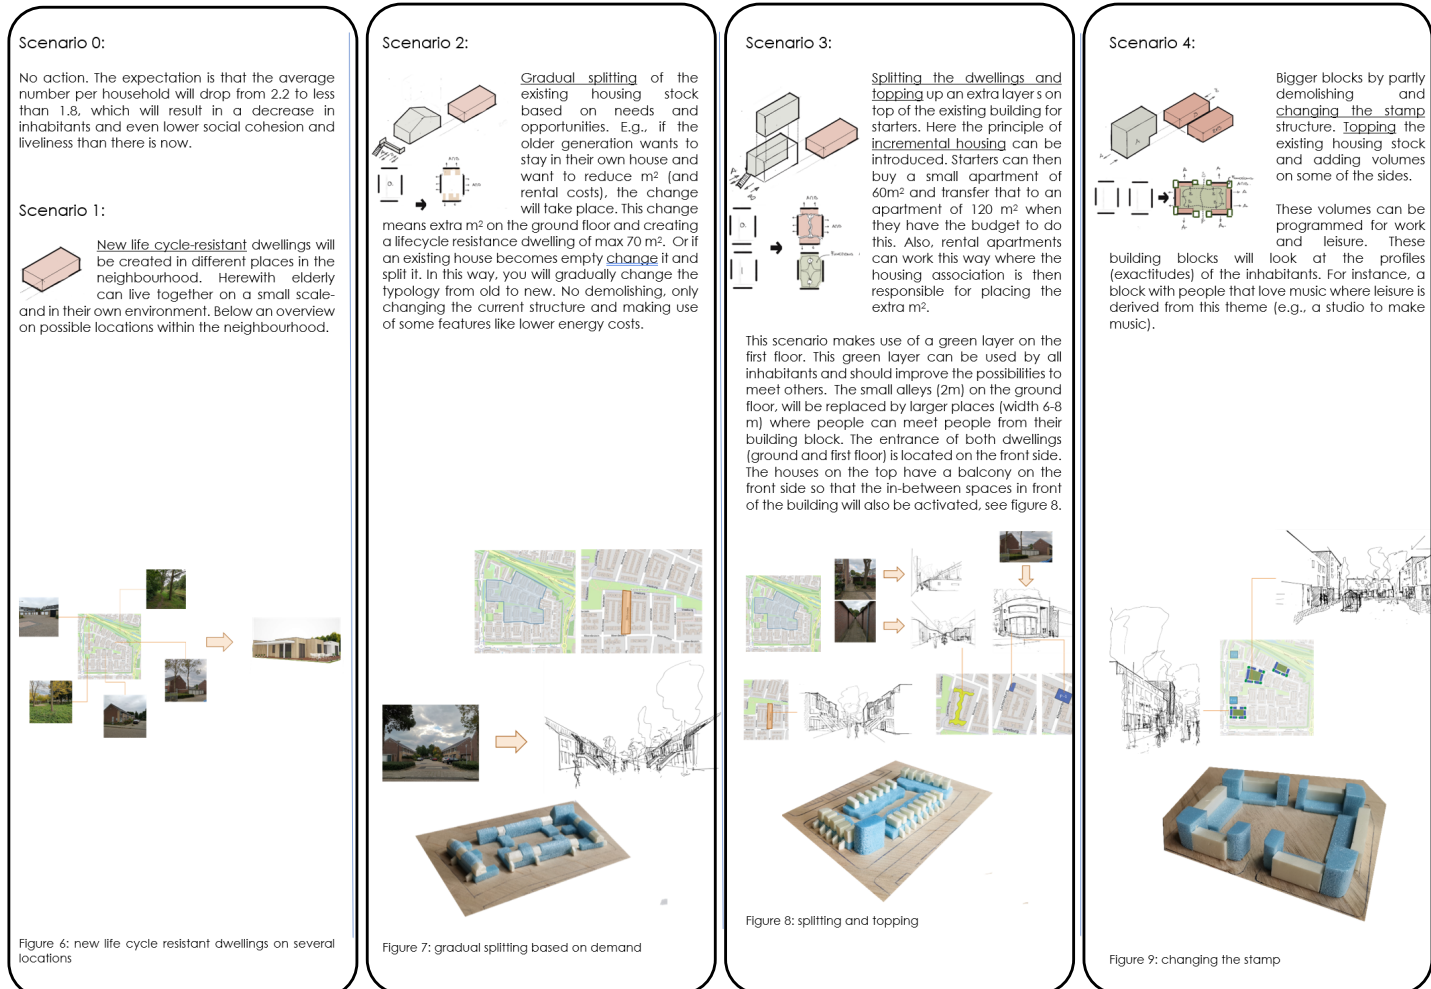 Scenario 0:
No action. The expectation is that the average
number per household will drop from 2.2 to less
than 1.8, which will result in a decrease in
inhabitants and even lower social cohesion and
liveliness than there is now.
Scenario 1:
New life cycle-resistant dwellings will
be created in different places in the
neighbourhood. Herewith elderly
can live together on a small scale-
and in their own environment. Below an overview
on possible locations within the neighbourhood.
Figure 6: new life cycle resistant dwellings on several
locations
Scenario 2:
Gradual splitting of the
existing housing stock
based on needs and
opportunities. E.g., if the
older generation wants to
stay in their own house and
want to reduce m² (and
rental costs), the change
will take place. This change
means extra m² on the ground floor and creating
a lifecycle resistance dwelling of max 70 m². Or if
an existing house becomes empty change it and
split it. In this way, you will gradually change the
typology from old to new. No demolishing, only
changing the current structure and making use
of some features like lower energy costs.
Figure 7: gradual splitting based on demand
Scenario 3:
Splitting the dwellings and
topping up an extra layer s on
top of the existing building for
starters. Here the principle of
incremental housing can be
introduced. Starters can then
buy a small apartment of
60m² and transfer that to an
apartment of 120 m² when
they have the budget to do
this. Also, rental apartments
can work this way where the
housing association is then
responsible for placing the
extra m².
This scenario makes use of a green layer on the
first floor. This green layer can be used by all
inhabitants and should improve the possibilities to
meet others. The small alleys (2m) on the ground
floor, will be replaced by larger places (width 6-8
m) where people can meet people from their
building block. The entrance of both dwellings
(ground and first floor) is located on the front side.
The houses on the top have a balcony on the
front side so that the in-between spaces in front
of the building will also be activated, see figure 8.
Figure 8: splitting and topping
Scenario 4:
Bigger blocks by partly
demolishing and
changing the stamp
structure. Topping the
existing housing stock
and adding volumes
on some of the sides.
These volumes can be
programmed for work
and leisure. These
building blocks will look at the profiles
(exactitudes) of the inhabitants. For instance, a
block with people that love music where leisure is
derived from this theme (e.g., a studio to make
music).
Figure 9: changing the stamp